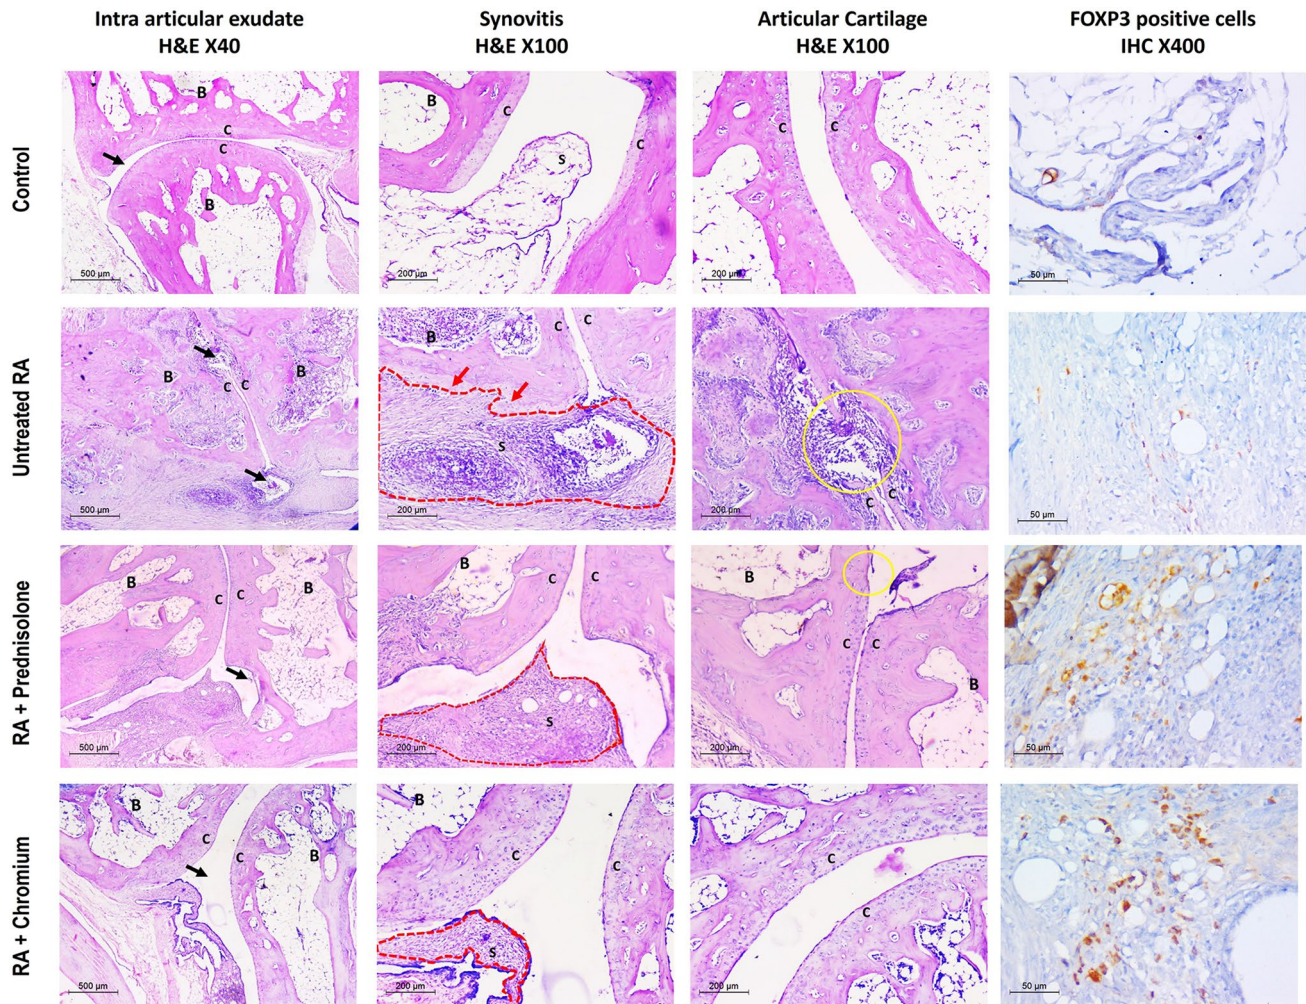 Intra articular exudate
H&E X40
Synovitis
H&E X100
Articular Cartilage
H&E X100
FOXP3 positive cells
IHC X400
Control
B
C
C
B
500 µm
B
C
C
S
200 µm
C
C
200 µm
50 µm
Untreated RA
B
C
C
B
500 µm
B
C
C
S
200 µm
C
C
200 µm
50 µm
RA + Prednisolone
B
C
C
B
500 µm
B
C
C
S
200 µm
B
C
C
B
200 µm
50 µm
RA + Chromium
B
C
C
B
500 µm
B
C
C
S
200 µm
C
C
200 µm
50 µm